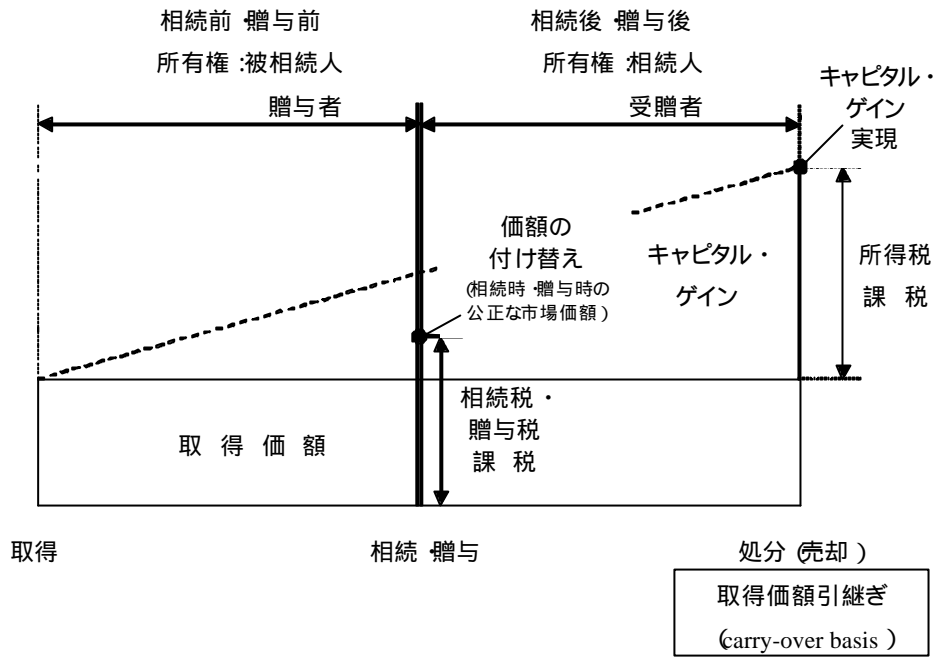 相続前・贈与前
所有権：被相続人
贈与者
相続後・贈与後
所有権：相続人
受贈者
キャピタル・
ゲイン
実現
価額の
付け替え
（相続時・贈与時の
公正な市場価額）
キャピタル・
ゲイン
所得税
課税
取得価額
相続税・
贈与税
課税
取得
相続・贈与
処分（売却）
取得価額引継ぎ
（carry-over basis）